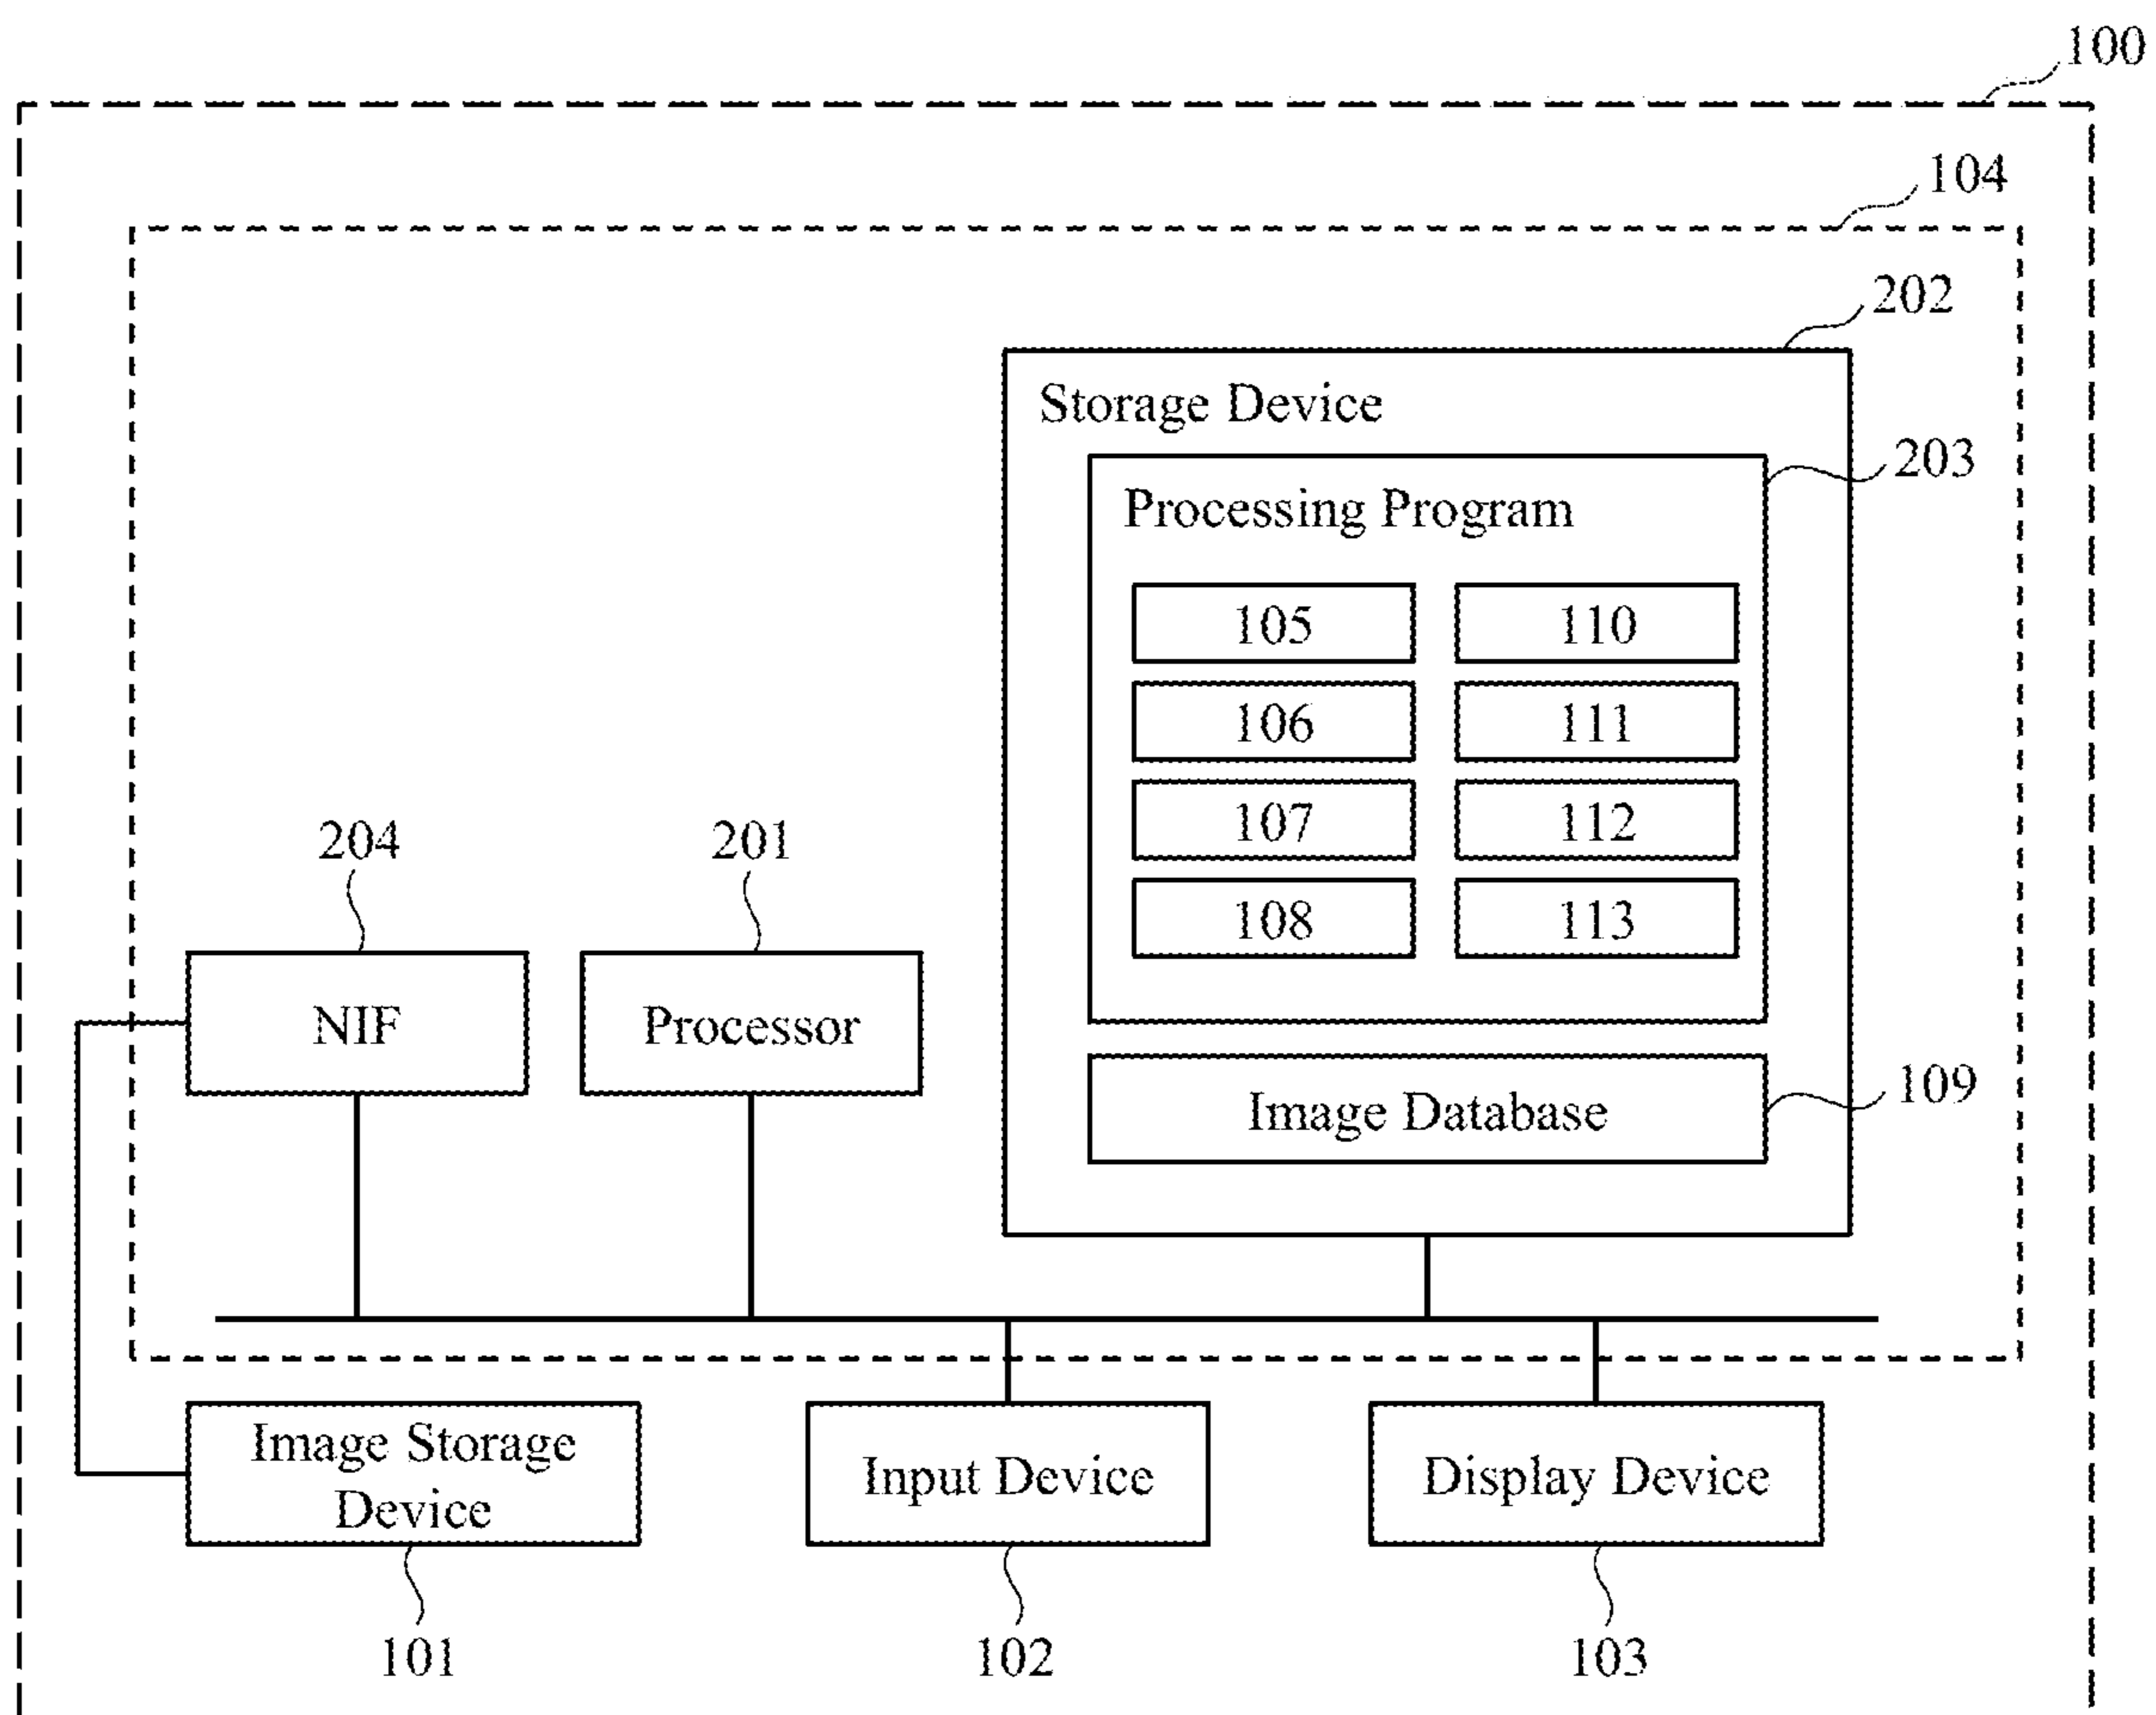 100
104
202
Storage Device
203
Processing Program
105 110
106 111
107 112
108 113
204 201
NIF Processor
Image Database 109
Image Storage
Device
Input Device
Display Device
101 102 103